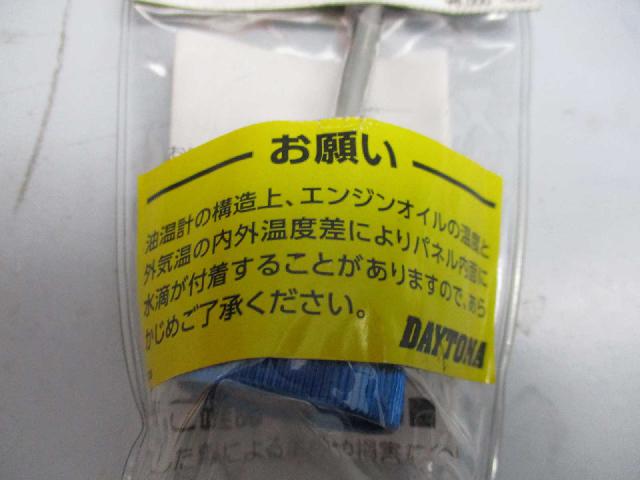 お願い
油温計の構造上、エンジンオイルの温度と
外気温の内外温度差によりパネル内面に
水滴が付着することがありますので、あら
かじめご了承ください。
DAYTONA